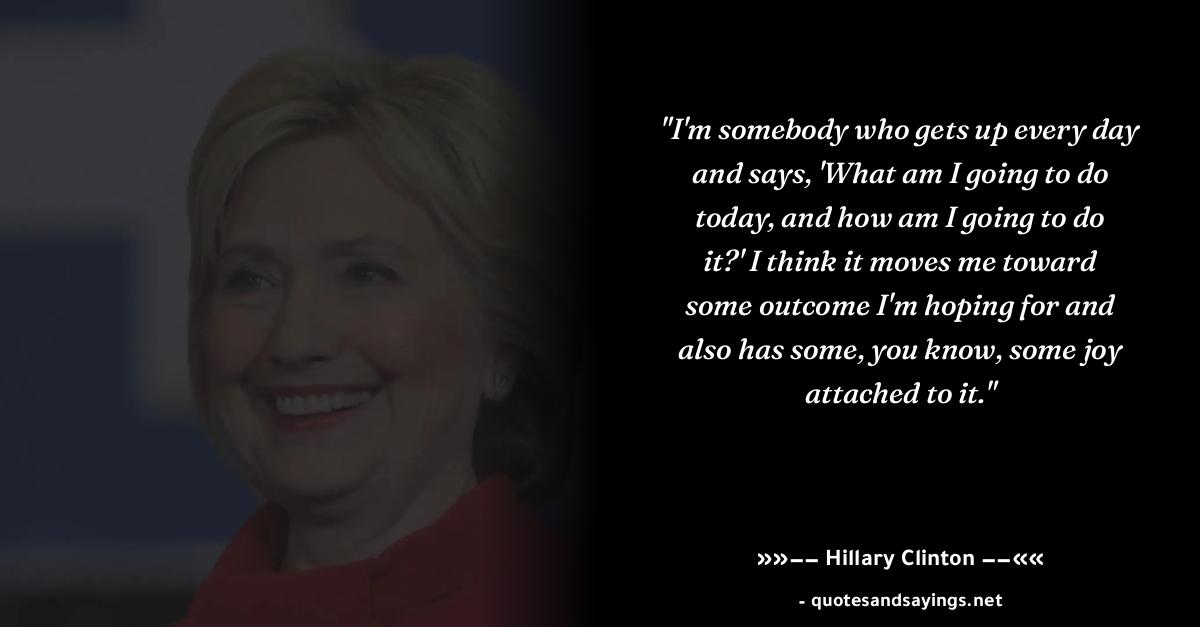 "I'm somebody who gets up every day
and says, 'What am I going to do
today, and how am I going to do
it?' I think it moves me toward
some outcome I'm hoping for and
also has some, you know, some joy
attached to it."
»»−− Hillary Clinton −−««
- quotesandsayings.net